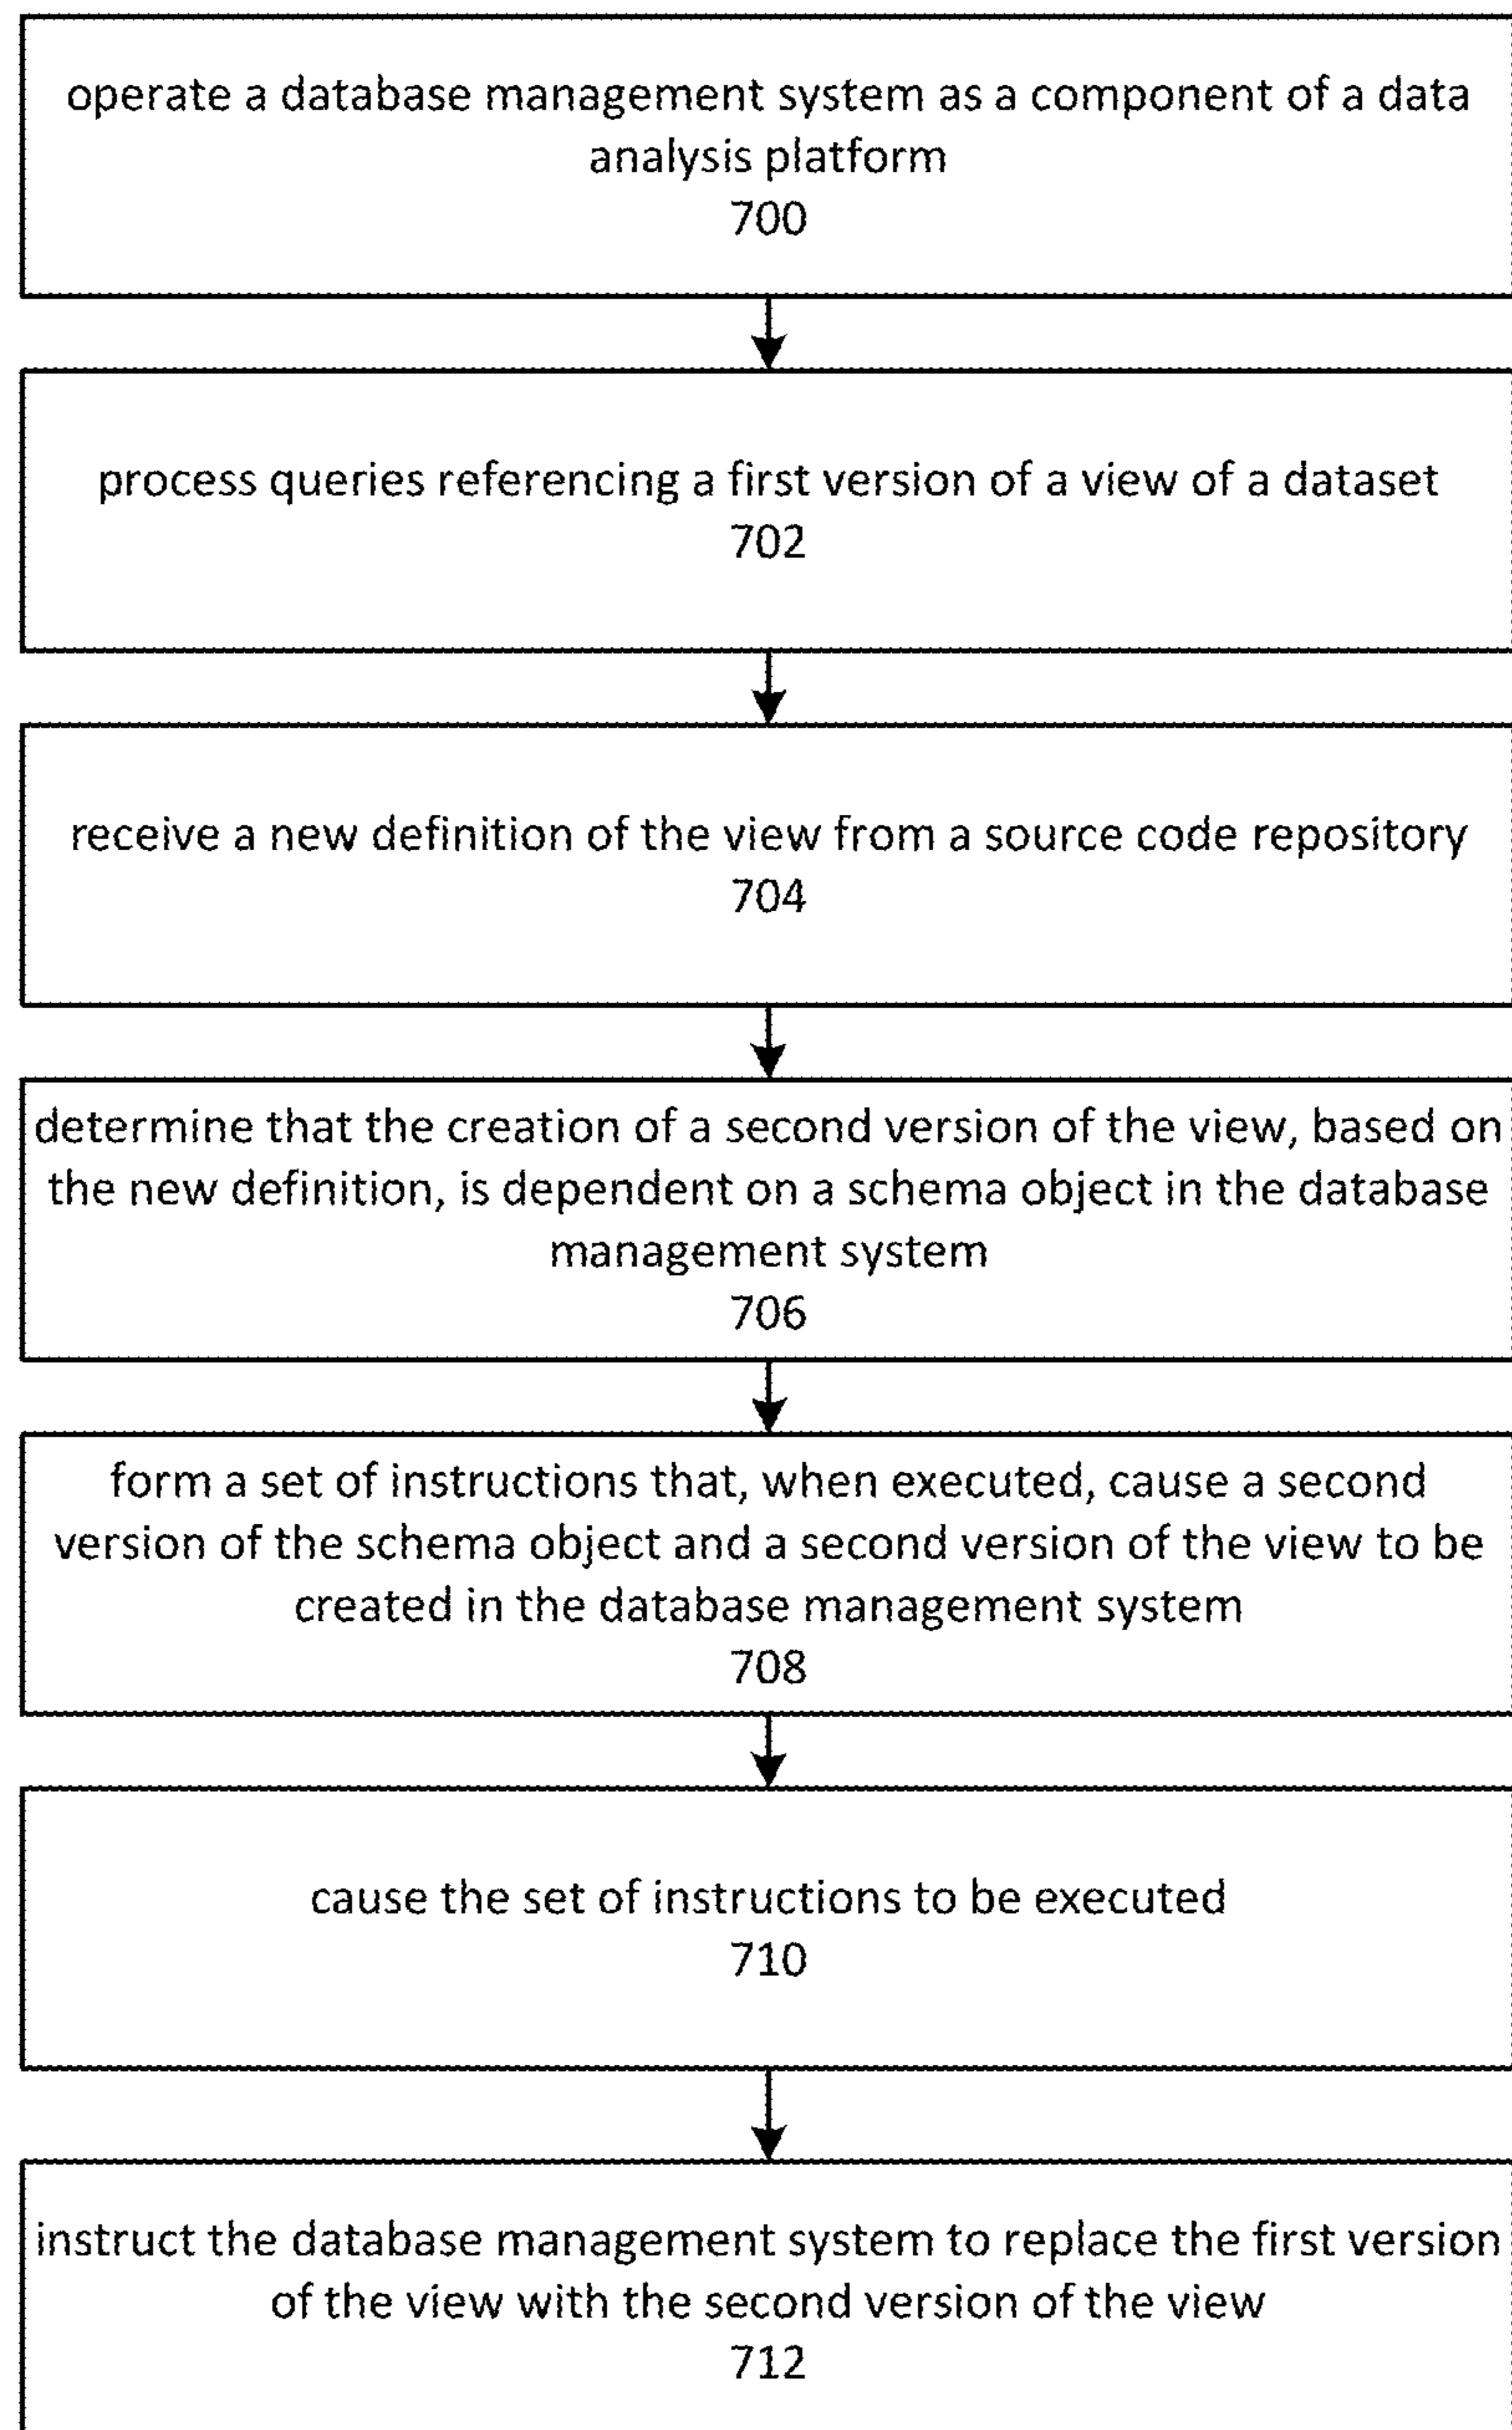 operate a database management system as a component of a data
analysis platform
700
process queries referencing a first version of a view of a dataset
702
receive a new definition of the view from a source code repository
704
determine that the creation of a second version of the view, based on
the new definition, is dependent on a schema object in the database
management system
706
form a set of instructions that, when executed, cause a second
version of the schema object and a second version of the view to be
created in the database management system
708
cause the set of instructions to be executed
710
instruct the database management system to replace the first version
of the view with the second version of the view
712